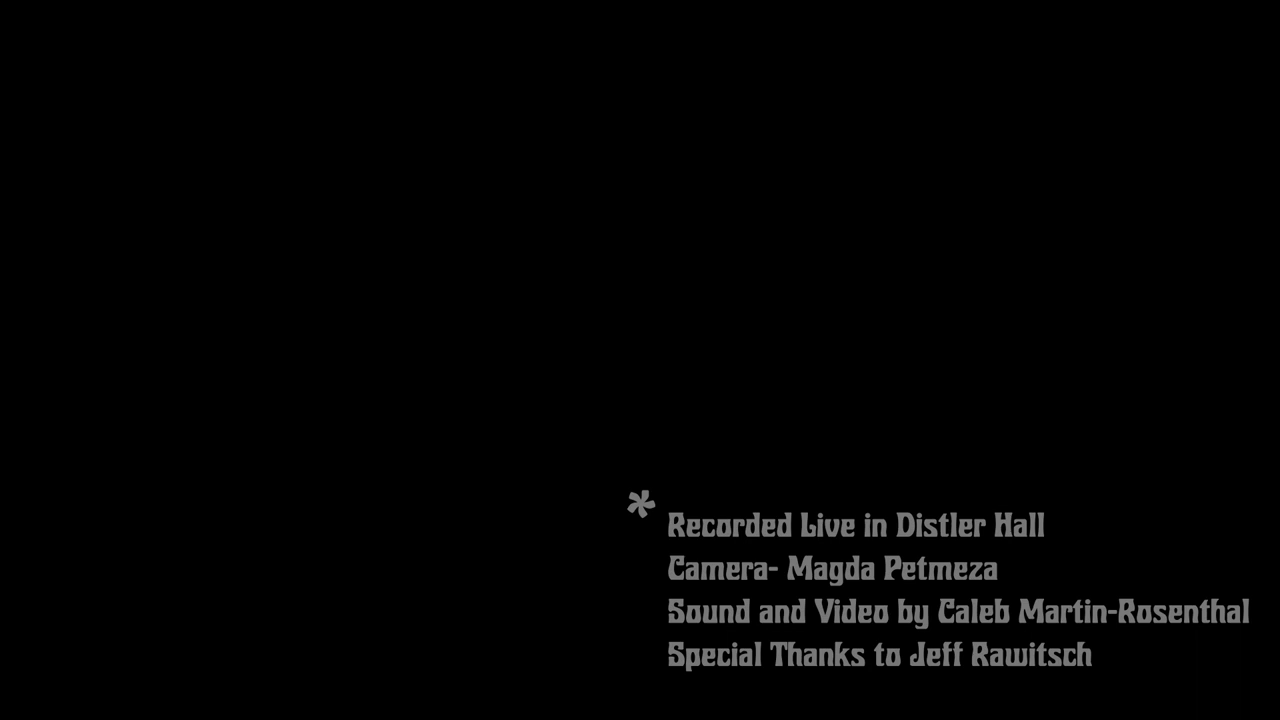 * Recorded Live in Distler Hall
Camera- Magda Petmeza
Sound and Video by Caleb Martin-Rosenthal
Special Thanks to Jeff Rawitsch